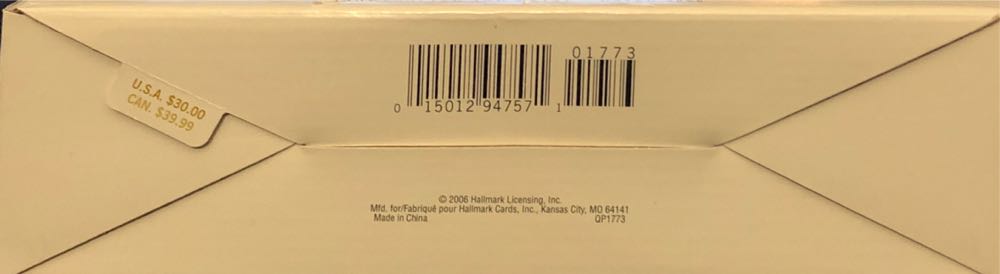 U.S.A. $30.00
CAN. $39.99
01773
0 15012 94757 1
© 2006 Hallmark Licensing, Inc.
Mfd. for/Fabriqué pour Hallmark Cards, Inc., Kansas City, MO 64141
Made in China QP1773